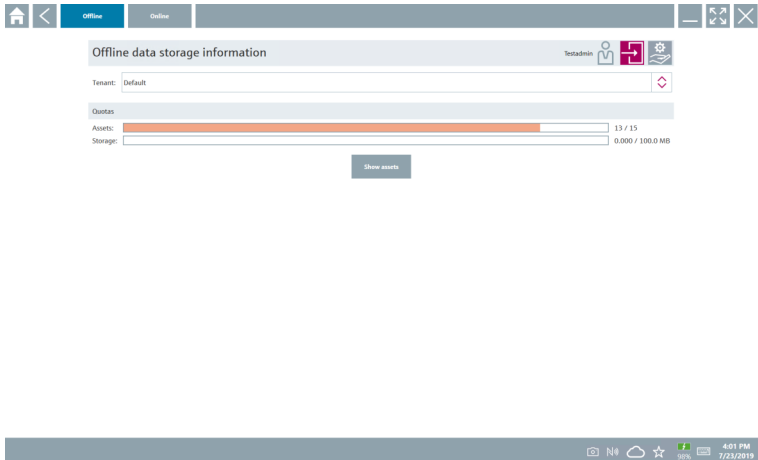 Offline Online
Offline data storage information Testadmin
Tenant: Default
Quotas
Assets: 13 / 15
Storage: 0.000 / 100.0 MB
Show assets
4:01 PM
98% 7/23/2019